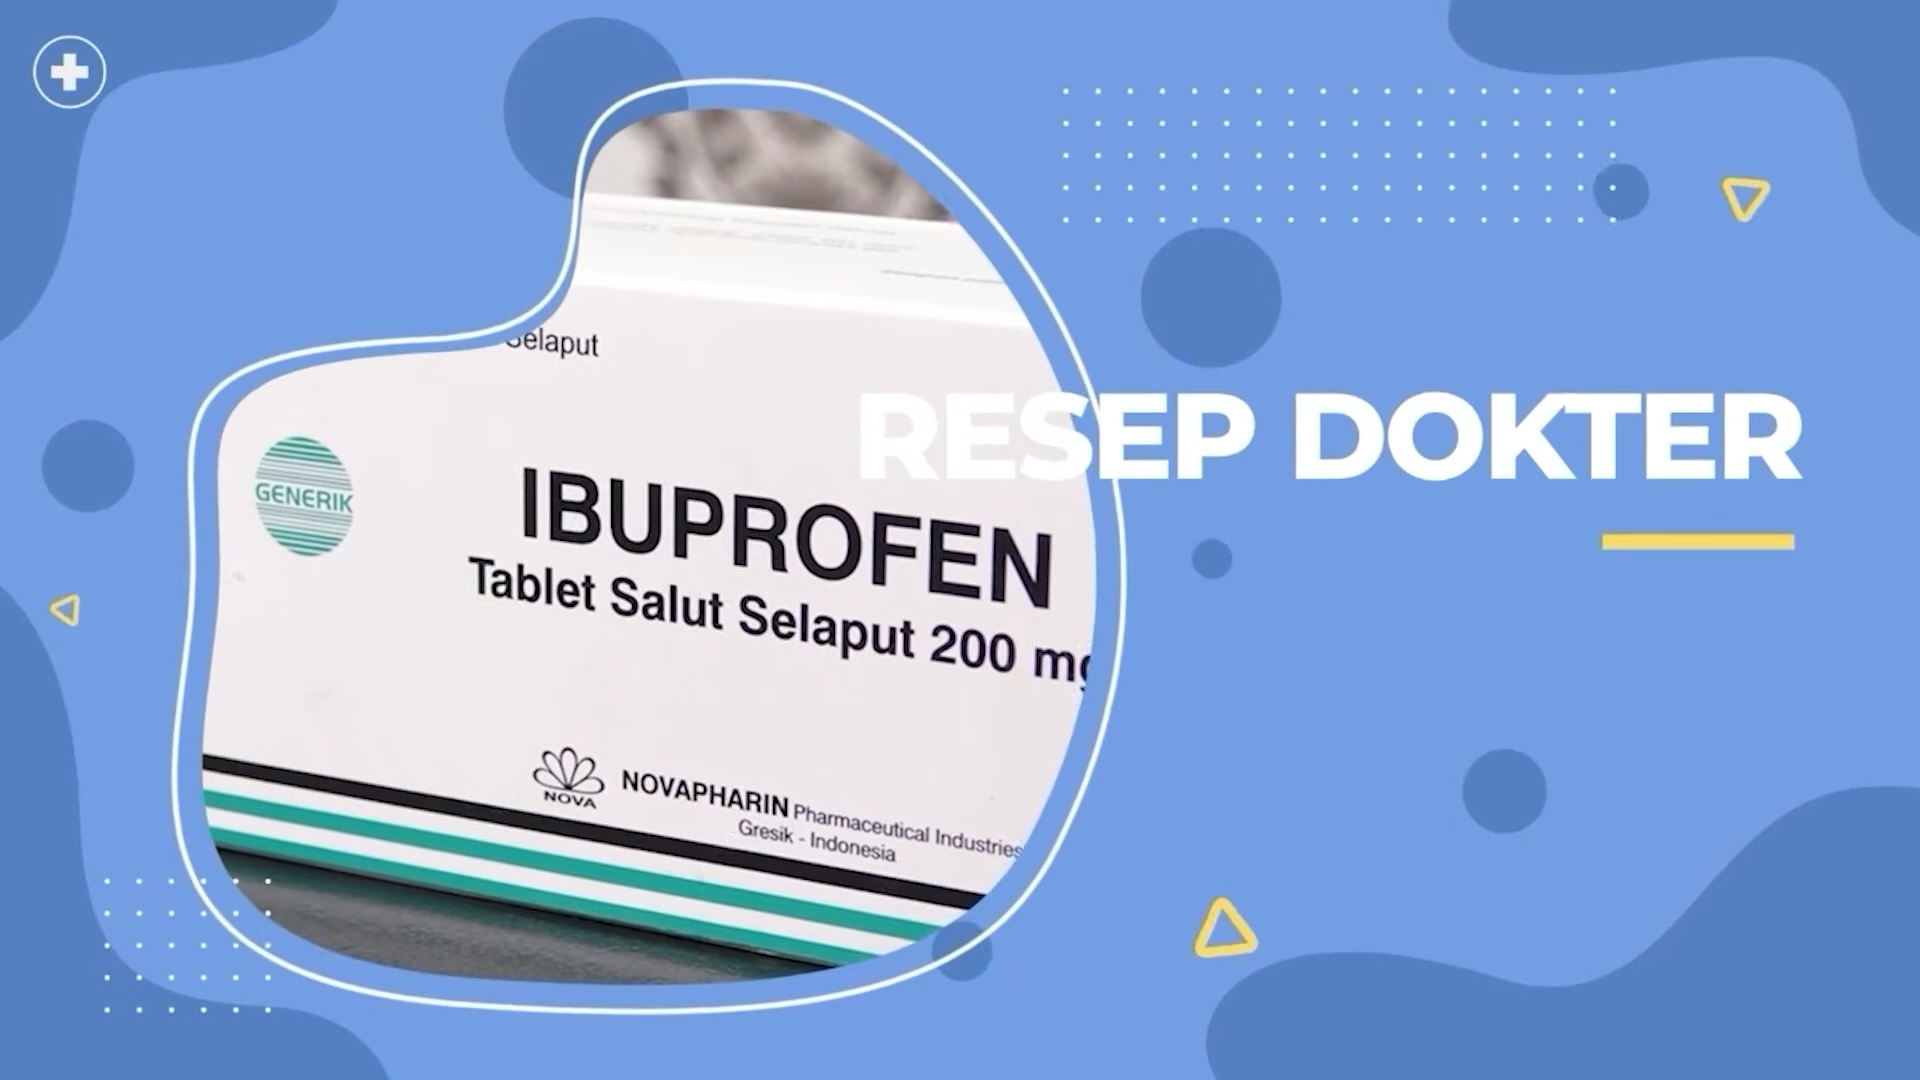 RESEP DOKTER
Selaput
GENERIK
IBUPROFEN
Tablet Salut Selaput 200 mg
NOVA
NOVAPHARIN Pharmaceutical Industries
Gresik - Indonesia